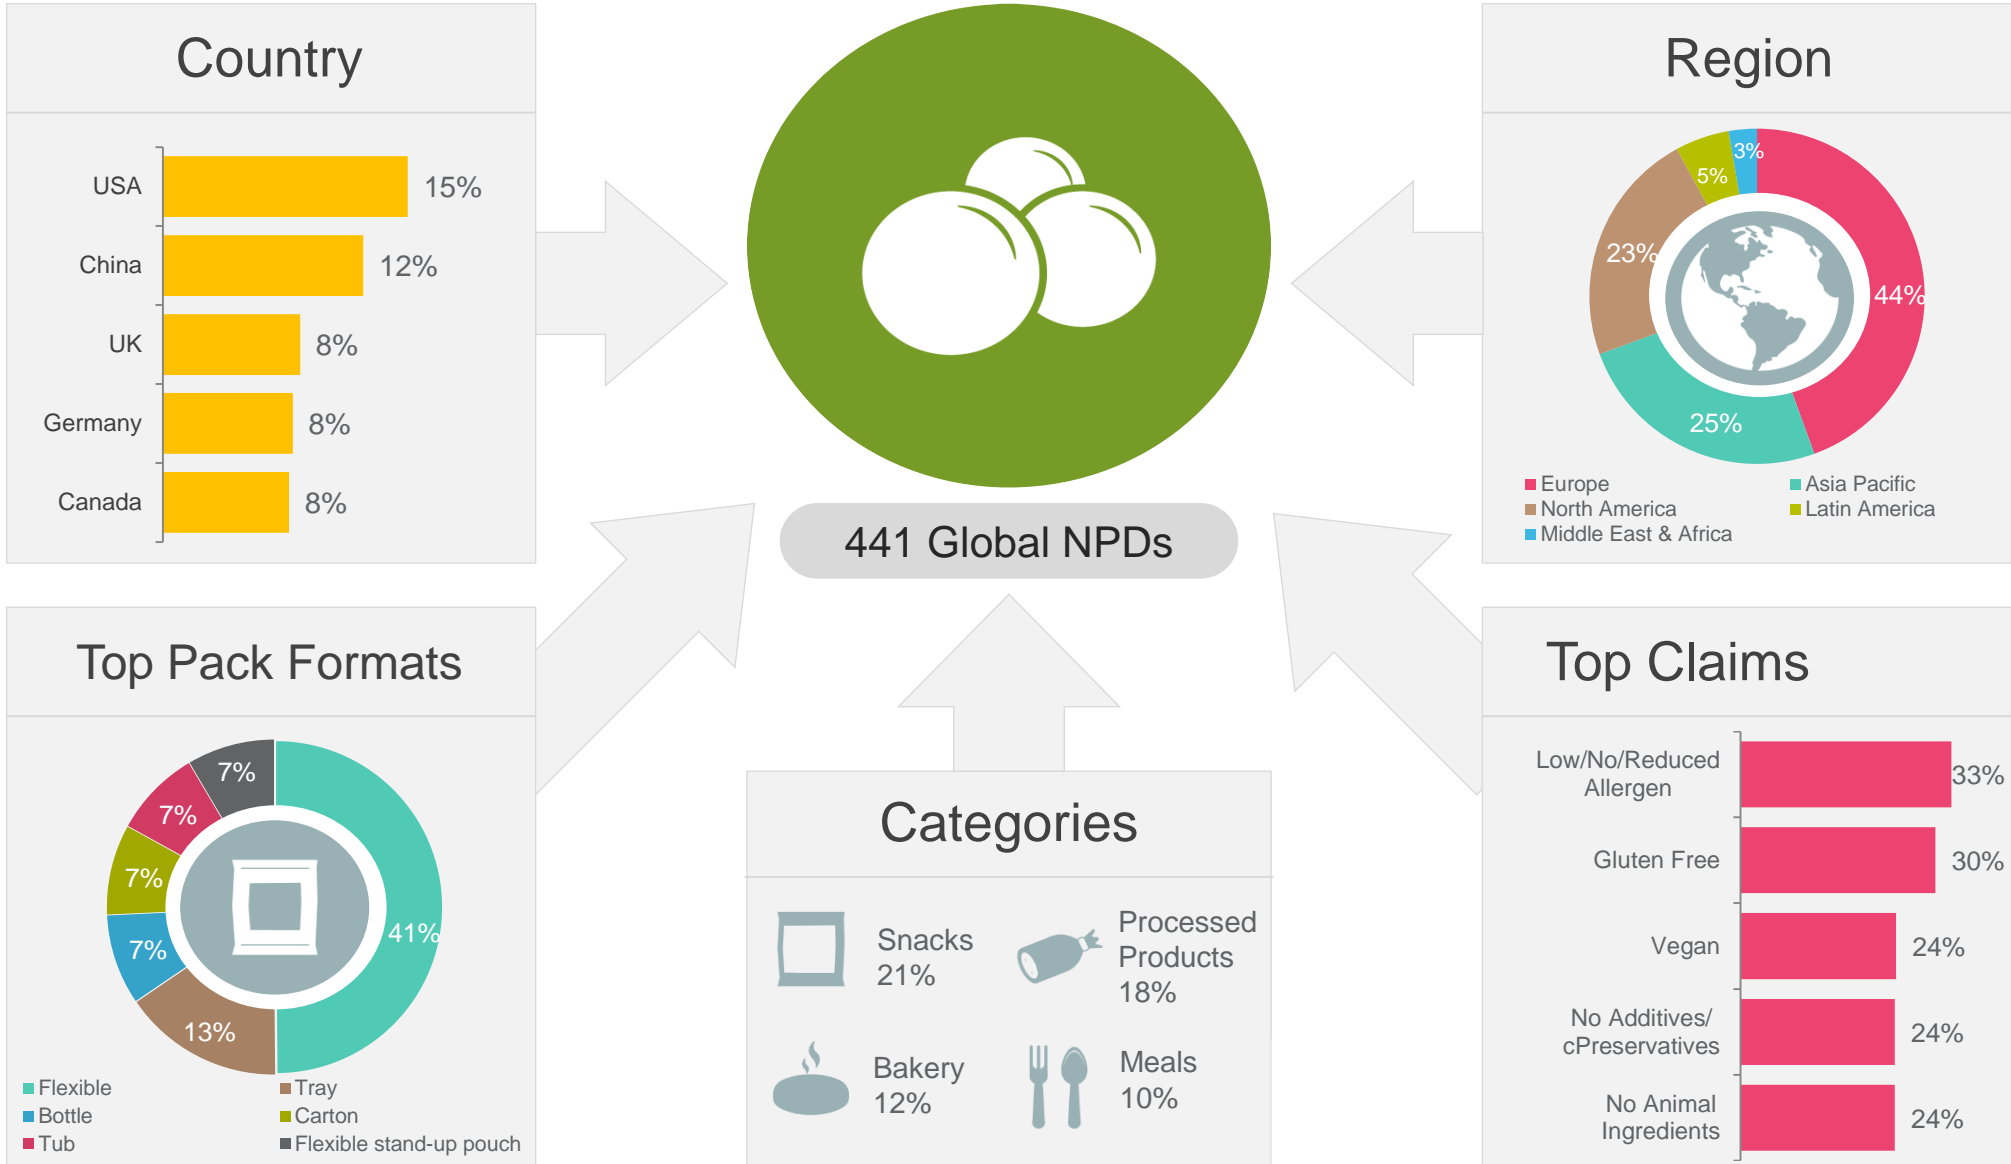 Country
USA
15%
China
12%
UK
8%
Germany
8%
Canada
8%
441 Global NPDs
Region
3%
5%
23%
44%
25%
Europe
Asia Pacific
North America
Latin America
Middle East & Africa
Top Pack Formats
7%
7%
7%
7%
41%
13%
Flexible
Tray
Bottle
Carton
Tub
Flexible stand-up pouch
Categories
Snacks
21%
Processed
Products
18%
Bakery
12%
Meals
10%
Top Claims
Low/No/Reduced
Allergen
33%
Gluten Free
30%
Vegan
24%
No Additives/
cPreservatives
24%
No Animal
Ingredients
24%